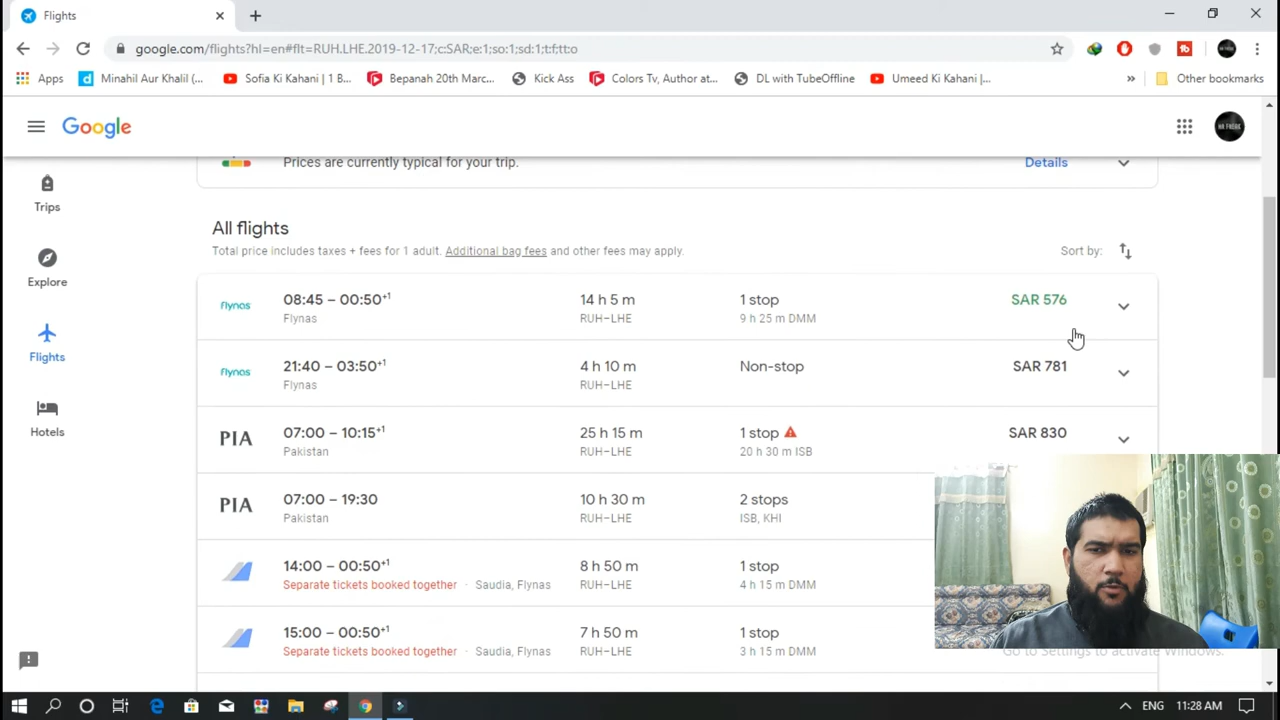 Flights
google.com/flights?hl=en#flt=RUH.LHE.2019-12-17;c:SAR;e:1;so:1;sd:1;t:f;tt:o
Apps
Minahil Aur Khalil (...
Sofia Ki Kahani | 1 B...
Bepanah 20th Marc...
Kick Ass
Colors Tv, Author at...
DL with TubeOffline
Umeed Ki Kahani |...
»
Other bookmarks
Google
HR FREAK
Prices are currently typical for your trip.
Details
Trips
Explore
Flights
Hotels
All flights
Total price includes taxes + fees for 1 adult. Additional bag fees and other fees may apply.
Sort by:
flynas
08:45 – 00:50+1
14 h 5 m
1 stop
SAR 576
Flynas
RUH–LHE
9 h 25 m DMM
flynas
21:40 – 03:50+1
4 h 10 m
Non-stop
SAR 781
Flynas
RUH–LHE
PIA
07:00 – 10:15+1
25 h 15 m
1 stop
SAR 830
Pakistan
RUH–LHE
20 h 30 m ISB
PIA
07:00 – 19:30
10 h 30 m
2 stops
Pakistan
RUH–LHE
ISB, KHI
14:00 – 00:50+1
8 h 50 m
1 stop
Separate tickets booked together · Saudia, Flynas
RUH–LHE
4 h 15 m DMM
15:00 – 00:50+1
7 h 50 m
1 stop
Separate tickets booked together · Saudia, Flynas
RUH–LHE
3 h 15 m DMM
Go to Settings to activate Windows.
ENG
11:28 AM